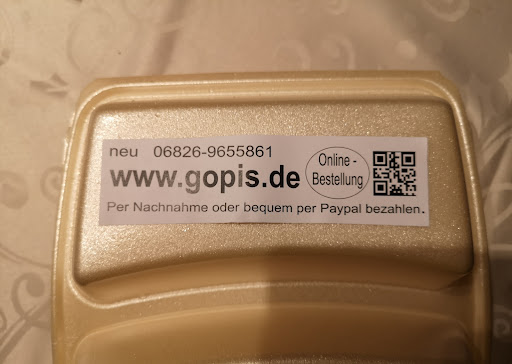 neu 06826-9655861
www.gopis.de
Online -
Bestellung
Per Nachnahme oder bequem per Paypal bezahlen.